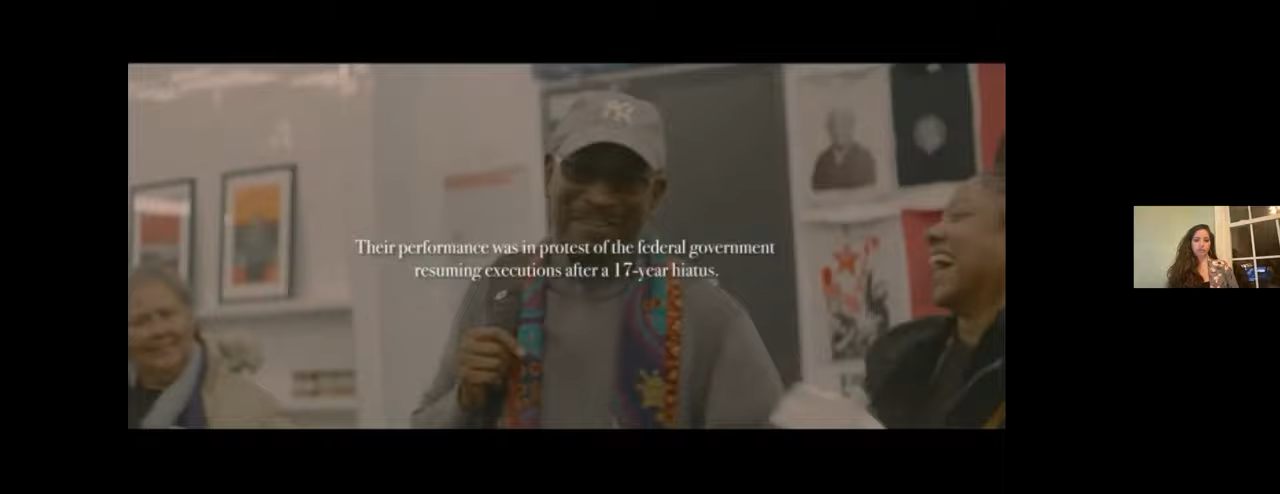 Their performance was in protest of the federal government
resuming executions after a 17-year hiatus.